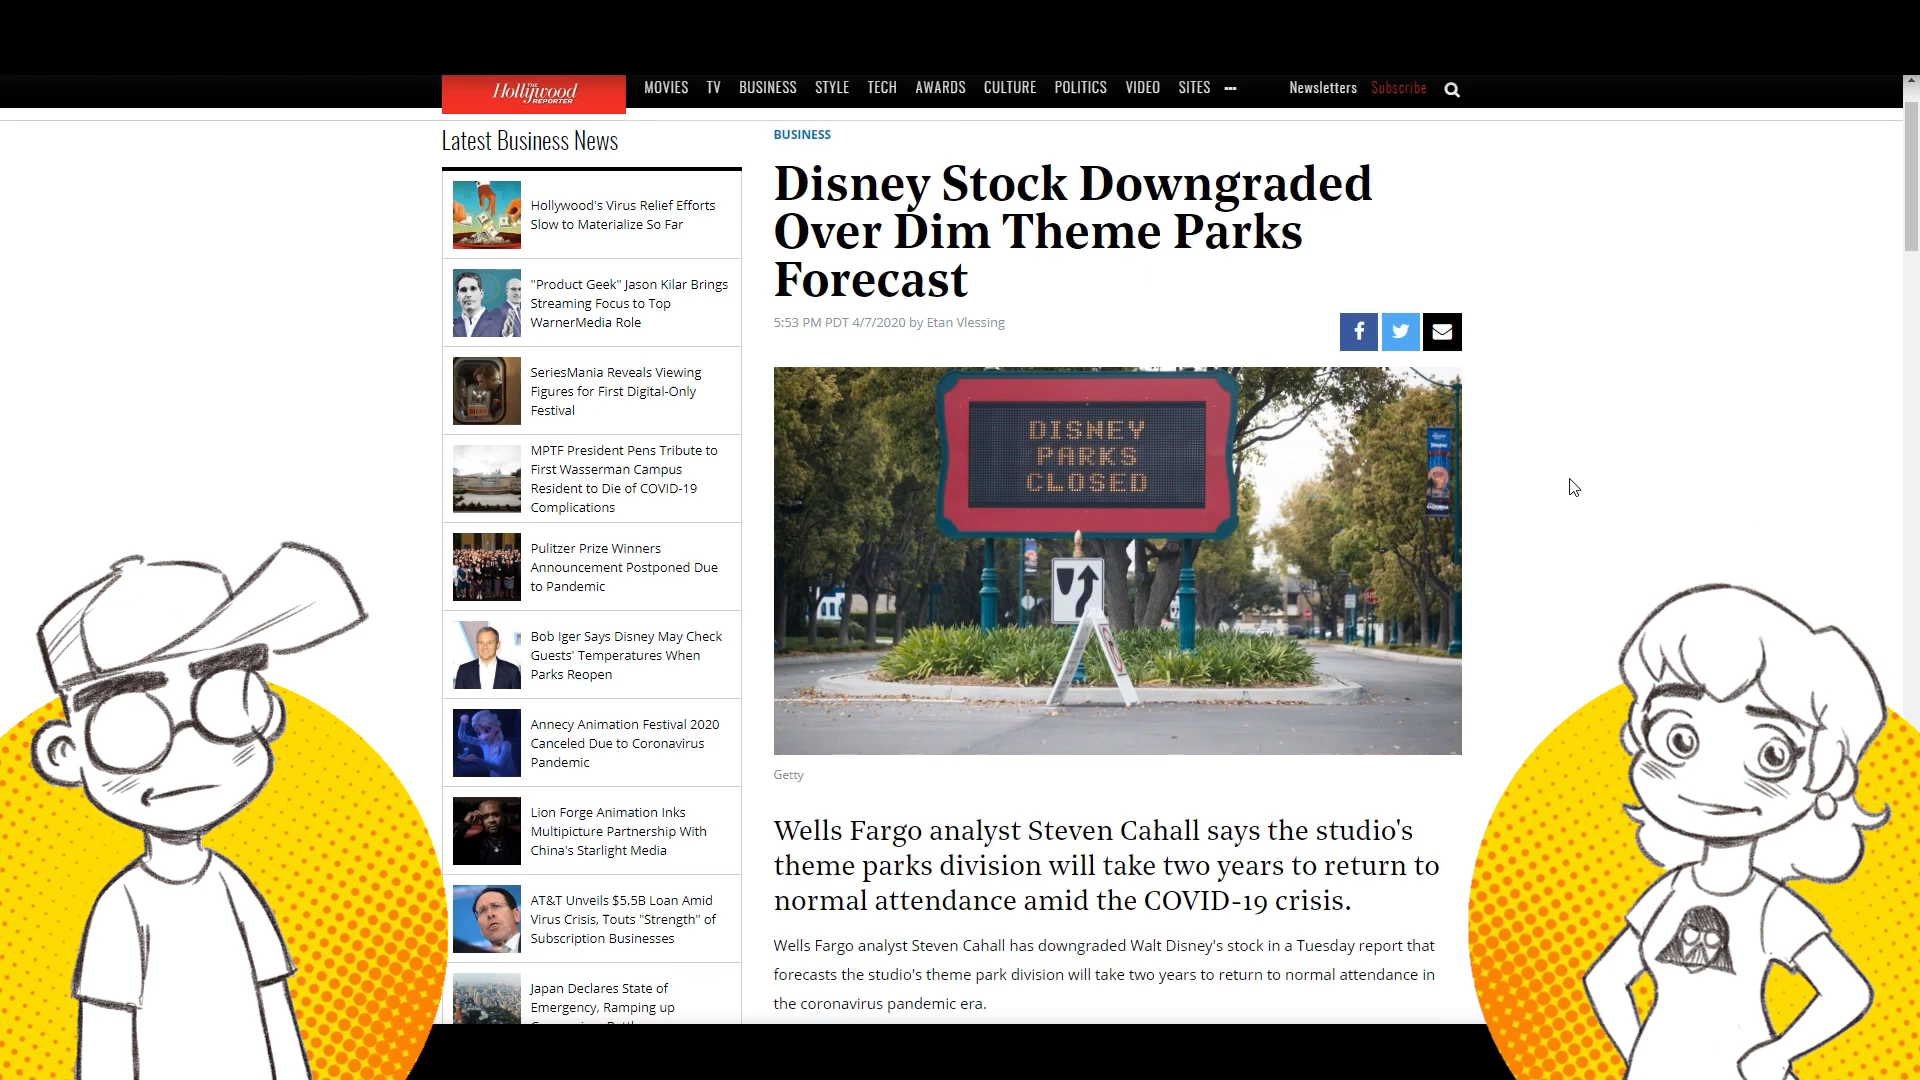 THE
Hollywood
REPORTER
MOVIES TV BUSINESS STYLE TECH AWARDS CULTURE POLITICS VIDEO SITES ••• Newsletters Subscribe
Latest Business News
Hollywood's Virus Relief Efforts
Slow to Materialize So Far
"Product Geek" Jason Kilar Brings
Streaming Focus to Top
WarnerMedia Role
SeriesMania Reveals Viewing
Figures for First Digital-Only
Festival
MPTF President Pens Tribute to
First Wasserman Campus
Resident to Die of COVID-19
Complications
Pulitzer Prize Winners
Announcement Postponed Due
to Pandemic
Bob Iger Says Disney May Check
Guests' Temperatures When
Parks Reopen
Annecy Animation Festival 2020
Canceled Due to Coronavirus
Pandemic
Lion Forge Animation Inks
Multipicture Partnership With
China's Starlight Media
AT&T Unveils $5.5B Loan Amid
Virus Crisis, Touts "Strength" of
Subscription Businesses
Japan Declares State of
Emergency, Ramping up
BUSINESS
Disney Stock Downgraded
Over Dim Theme Parks
Forecast
5:53 PM PDT 4/7/2020 by Etan Vlessing
DISNEY
PARKS
CLOSED
Getty
Wells Fargo analyst Steven Cahall says the studio's
theme parks division will take two years to return to
normal attendance amid the COVID-19 crisis.
Wells Fargo analyst Steven Cahall has downgraded Walt Disney's stock in a Tuesday report that
forecasts the studio's theme park division will take two years to return to normal attendance in
the coronavirus pandemic era.